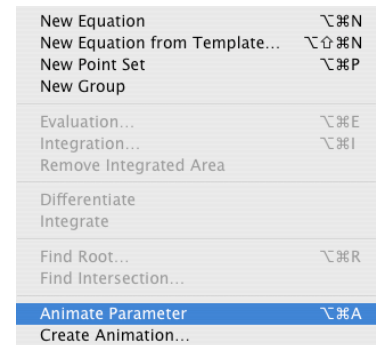 New Equation ⌥⌘N
New Equation from Template... ⌥⇧⌘N
New Point Set ⌥⌘P
New Group
Evaluation... ⌥⌘E
Integration... ⌥⌘I
Remove Integrated Area
Differentiate
Integrate
Find Root... ⌥⌘R
Find Intersection...
Animate Parameter ⌥⌘A
Create Animation...